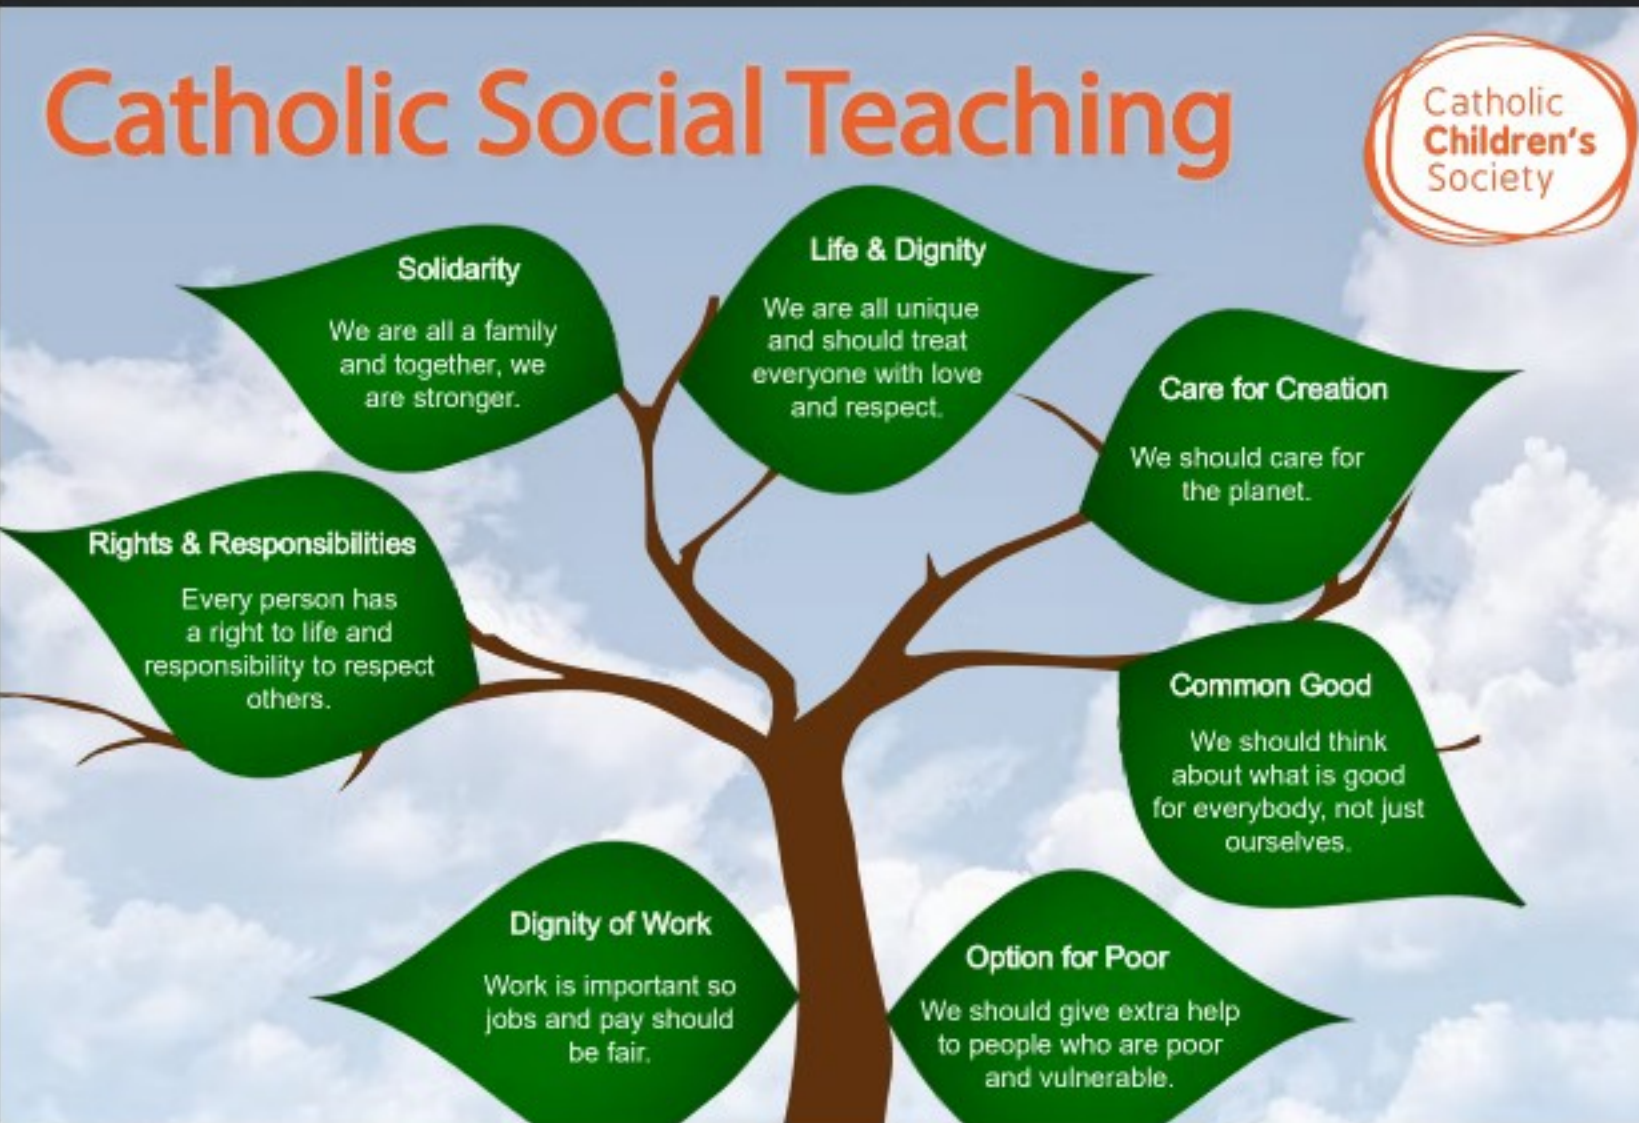 Catholic Social Teaching
Catholic
Children's
Society
Solidarity
We are all a family
and together, we
are stronger.
Life & Dignity
We are all unique
and should treat
everyone with love
and respect.
Care for Creation
We should care for
the planet.
Rights & Responsibilities
Every person has
a right to life and
responsibility to respect
others.
Common Good
We should think
about what is good
for everybody, not just
ourselves.
Dignity of Work
Work is important so
jobs and pay should
be fair.
Option for Poor
We should give extra help
to people who are poor
and vulnerable.